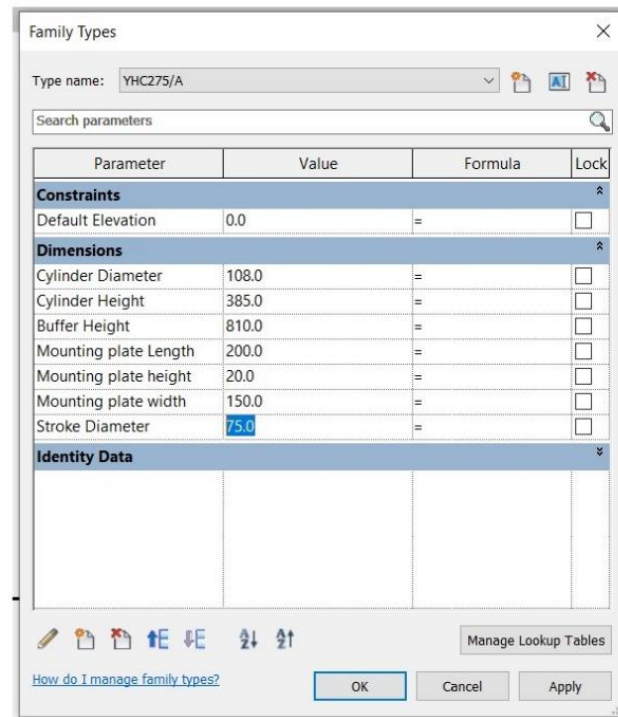 Family Types
Type name: YHC275/A
Search parameters
Parameter Value Formula Lock
Constraints
Default Elevation 0.0 =
Dimensions
Cylinder Diameter 108.0 =
Cylinder Height 385.0 =
Buffer Height 810.0 =
Mounting plate Length 200.0 =
Mounting plate height 20.0 =
Mounting plate width 150.0 =
Stroke Diameter 75.0 =
Identity Data
Manage Lookup Tables
How do I manage family types?
OK Cancel Apply